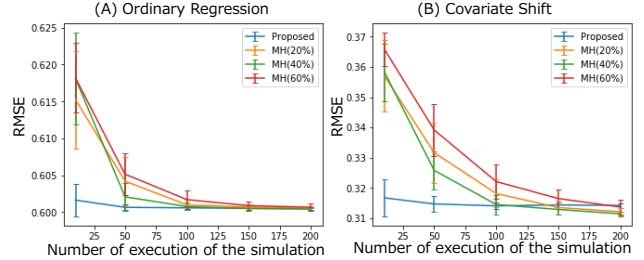 (A) Ordinary Regression
0.625
0.620
0.615
0.610
0.605
0.600
RMSE
Proposed
MH(20%)
MH(40%)
MH(60%)
25
50
75
100
125
150
175
200
Number of execution of the simulation
(B) Covariate Shift
0.37
0.36
0.35
0.34
0.33
0.32
0.31
RMSE
Proposed
MH(20%)
MH(40%)
MH(60%)
25
50
75
100
125
150
175
200
Number of execution of the simulation